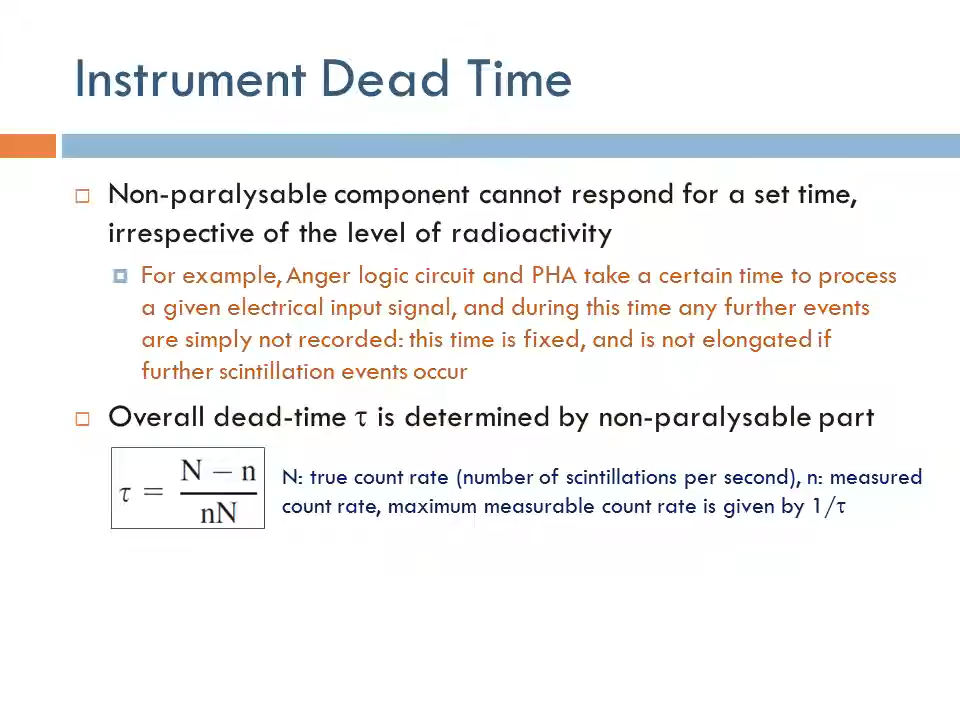 Instrument Dead Time
Non-paralysable component cannot respond for a set time,
irrespective of the level of radioactivity
For example, Anger logic circuit and PHA take a certain time to process
a given electrical input signal, and during this time any further events
are simply not recorded: this time is fixed, and is not elongated if
further scintillation events occur
Overall dead-time τ is determined by non-paralysable part
τ = (N − n) / nN
N: true count rate (number of scintillations per second), n: measured
count rate, maximum measurable count rate is given by 1/τ